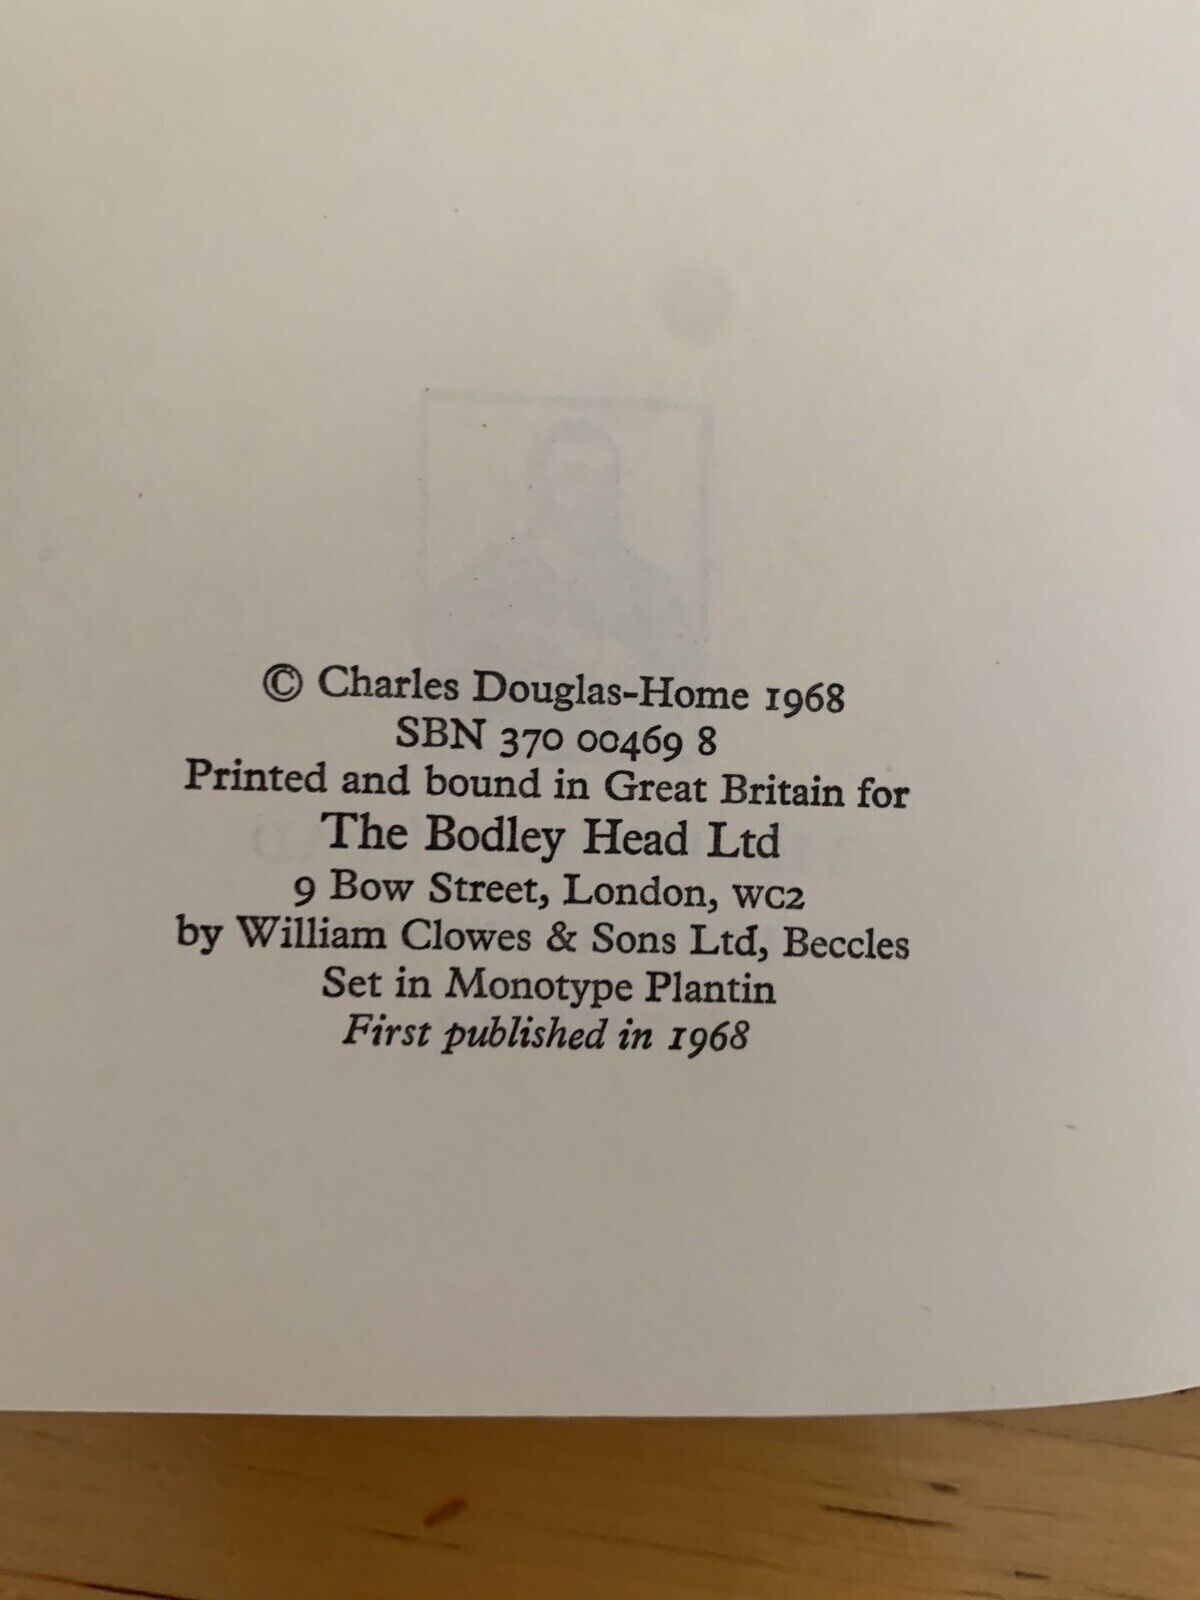 © Charles Douglas-Home 1968
SBN 370 00469 8
Printed and bound in Great Britain for
The Bodley Head Ltd
9 Bow Street, London, WC2
by William Clowes & Sons Ltd, Beccles
Set in Monotype Plantin
First published in 1968